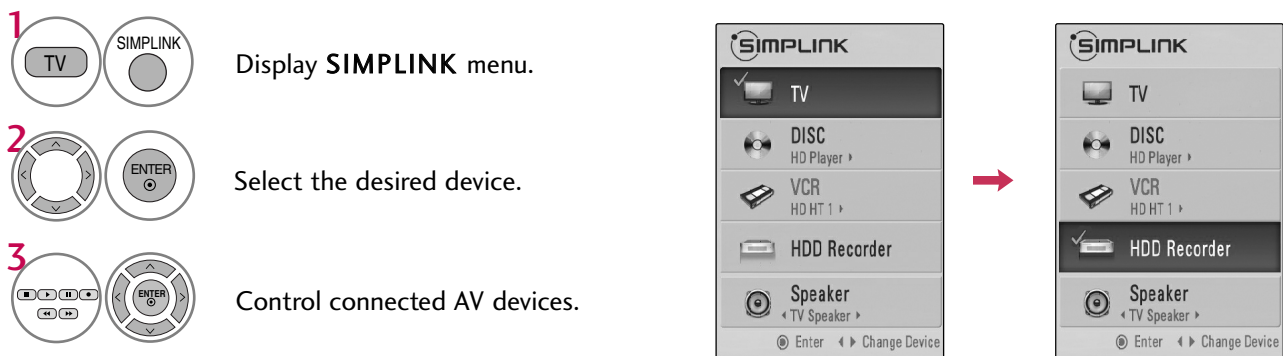 1
TV
SIMPLINK
Display SIMPLINK menu.
2
ENTER
Select the desired device.
3
ENTER
Control connected AV devices.
SIMPLINK
TV
DISC
HD Player
VCR
HD HT 1
HDD Recorder
Speaker
TV Speaker
Enter Change Device
SIMPLINK
TV
DISC
HD Player
VCR
HD HT 1
HDD Recorder
Speaker
TV Speaker
Enter Change Device